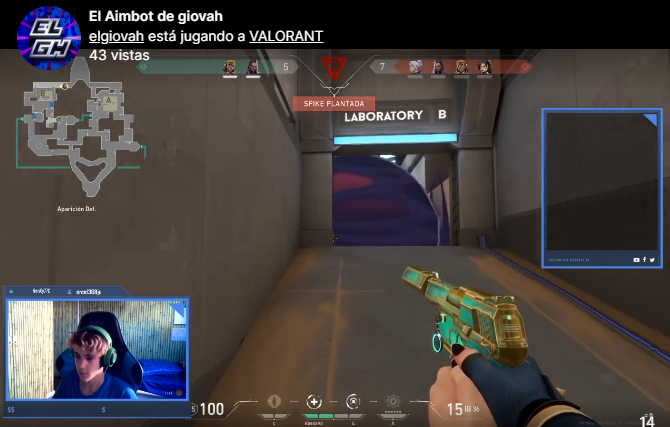 El Aimbot de giovah
elgiovah está jugando a VALORANT
43 vistas
EL
GH
5
7
SPIKE PLANTADA
LABORATORY B
B
A
Aparición Def.
$$
$
100
15
36
C
E
X
14